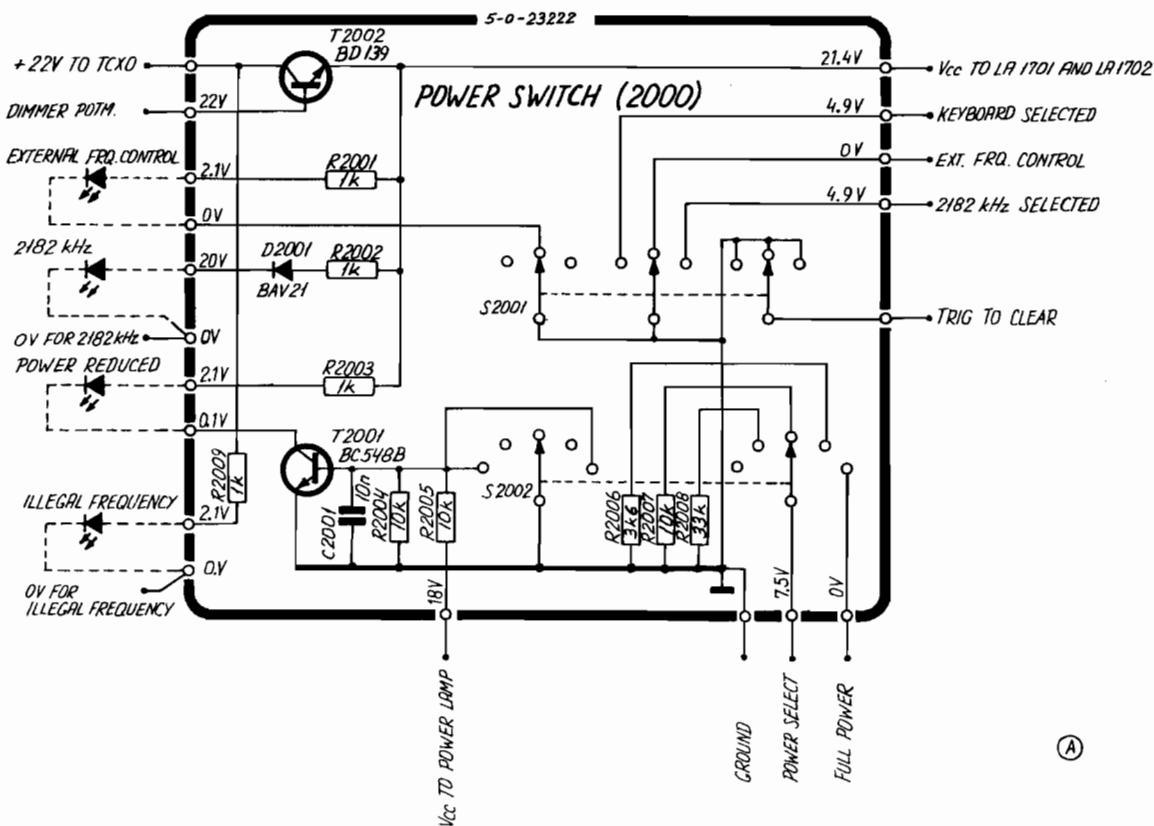 5-0-23222
T2002
BD 139
+22V TO TCXO
21.4V
Vcc TO LA 1701 AND LA 1702
POWER SWITCH (2000)
DIMMER POTM.
22V
4.9V
KEYBOARD SELECTED
EXTERNAL FRQ. CONTROL
2.1V
R2001
1k
0V
EXT. FRQ. CONTROL
0V
4.9V
2182 kHz SELECTED
2182 kHz
20V
D2001
BAV21
R2002
1k
S2001
0V FOR 2182kHz
0V
TRIG TO CLEAR
POWER REDUCED
2.1V
R2003
1k
0.1V
T2001
BC548B
R2009
1k
10n
C2001
R2004
10k
R2005
10k
S2002
R2006
3k6
R2007
10k
R2008
33k
ILLEGAL FREQUENCY
2.1V
0.V
0V FOR
ILLEGAL FREQUENCY
18V
7.5V
0V
Vcc TO POWER LAMP
GROUND
POWER SELECT
FULL POWER
A